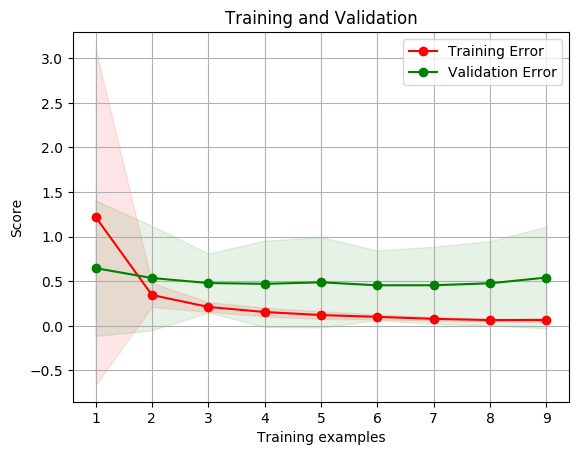 Training and Validation
Training Error
Validation Error
Score
3.0
2.5
2.0
1.5
1.0
0.5
0.0
−0.5
1 2 3 4 5 6 7 8 9
Training examples